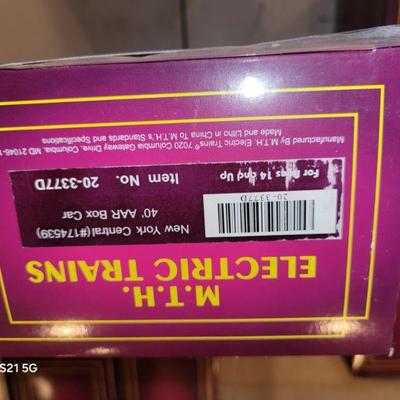 M.T.H.
ELECTRIC TRAINS
New York Central(#174539)
40' AAR Box Car
20-3377D
Item No. 20-3377D
For Ages 14 And Up
Manufactured By M.T.H. Electric Trains® 7020 Columbia Gateway Drive, Columbia, MD 21046-1
Made and Litho in China To M.T.H.'s Standards and Specifications
S21 5G